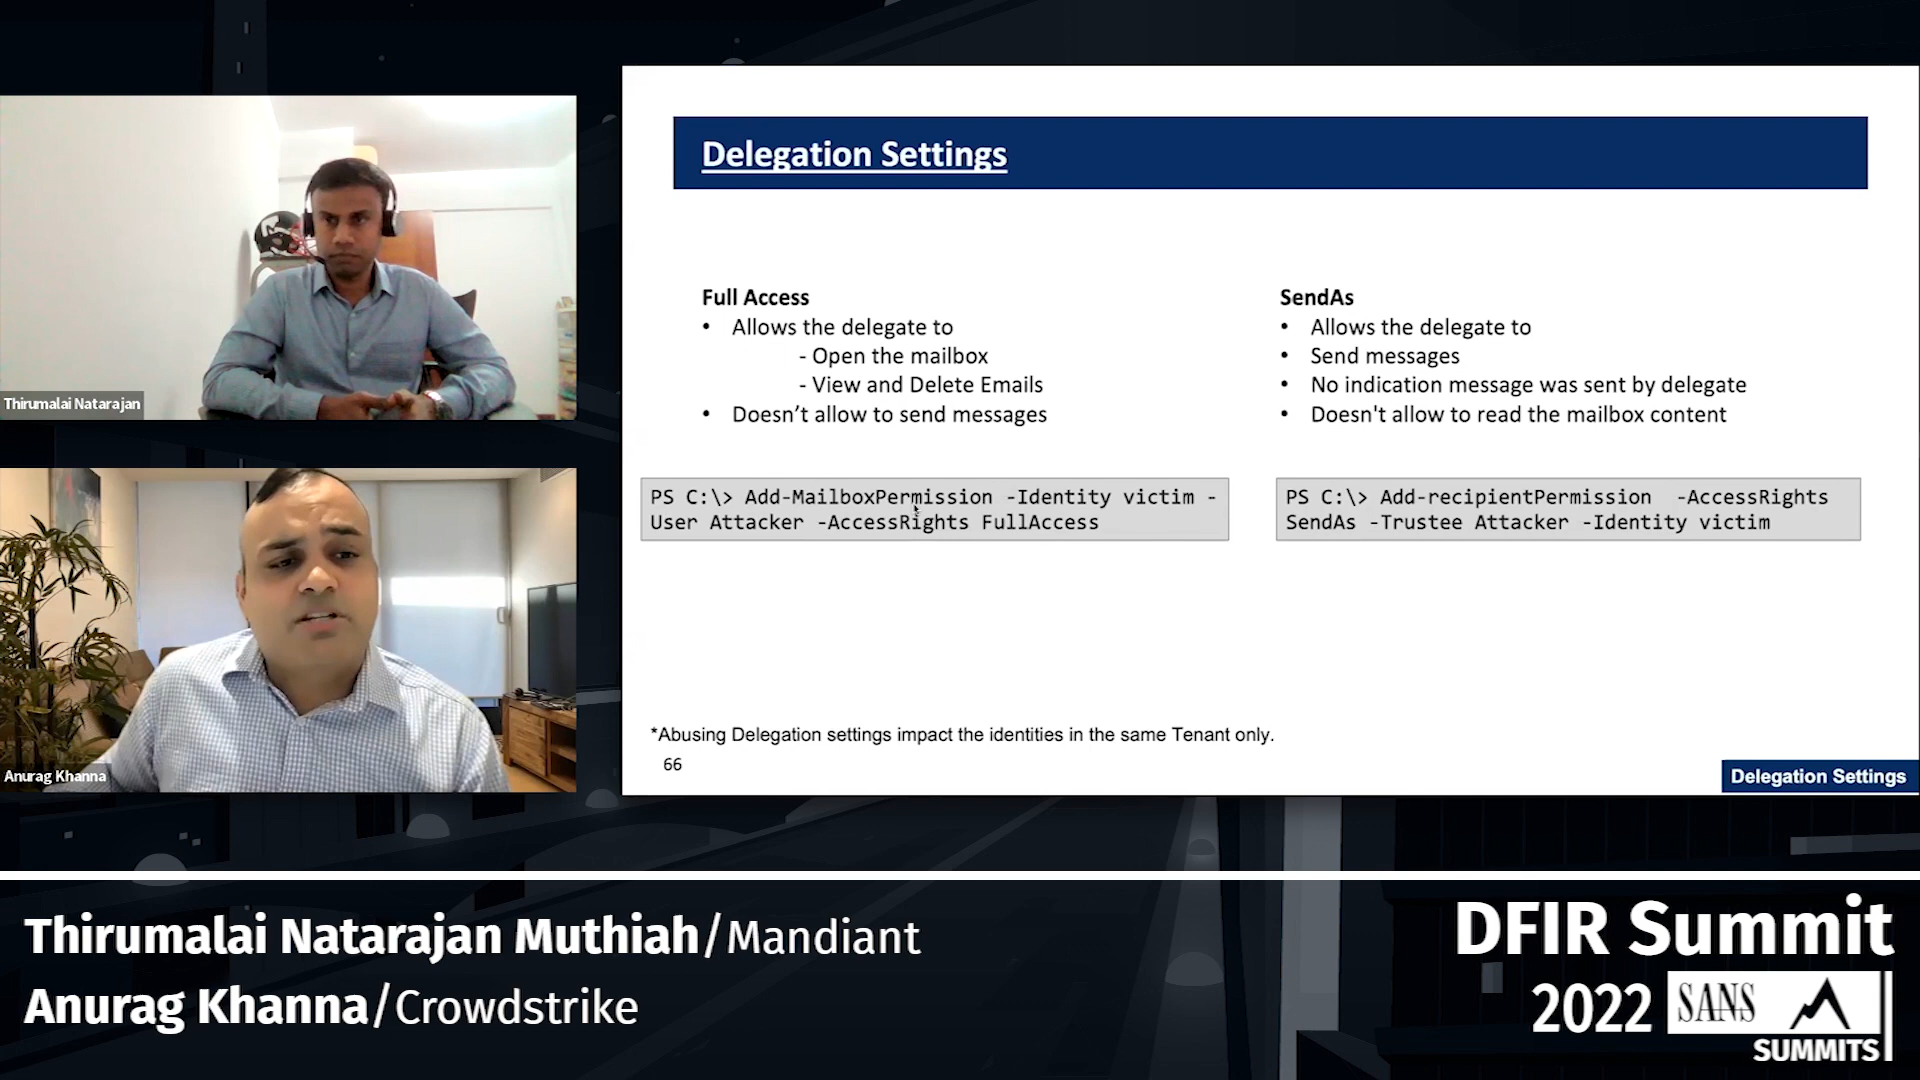 Thirumalai Natarajan
Anurag Khanna
Delegation Settings
Full Access
• Allows the delegate to
- Open the mailbox
- View and Delete Emails
• Doesn’t allow to send messages
PS C:\> Add-MailboxPermission -Identity victim -
User Attacker -AccessRights FullAccess
SendAs
• Allows the delegate to
• Send messages
• No indication message was sent by delegate
• Doesn't allow to read the mailbox content
PS C:\> Add-recipientPermission  -AccessRights
SendAs -Trustee Attacker -Identity victim
*Abusing Delegation settings impact the identities in the same Tenant only.
66
Delegation Settings
Thirumalai Natarajan Muthiah/Mandiant
Anurag Khanna/Crowdstrike
DFIR Summit
2022 SANS
SUMMITS